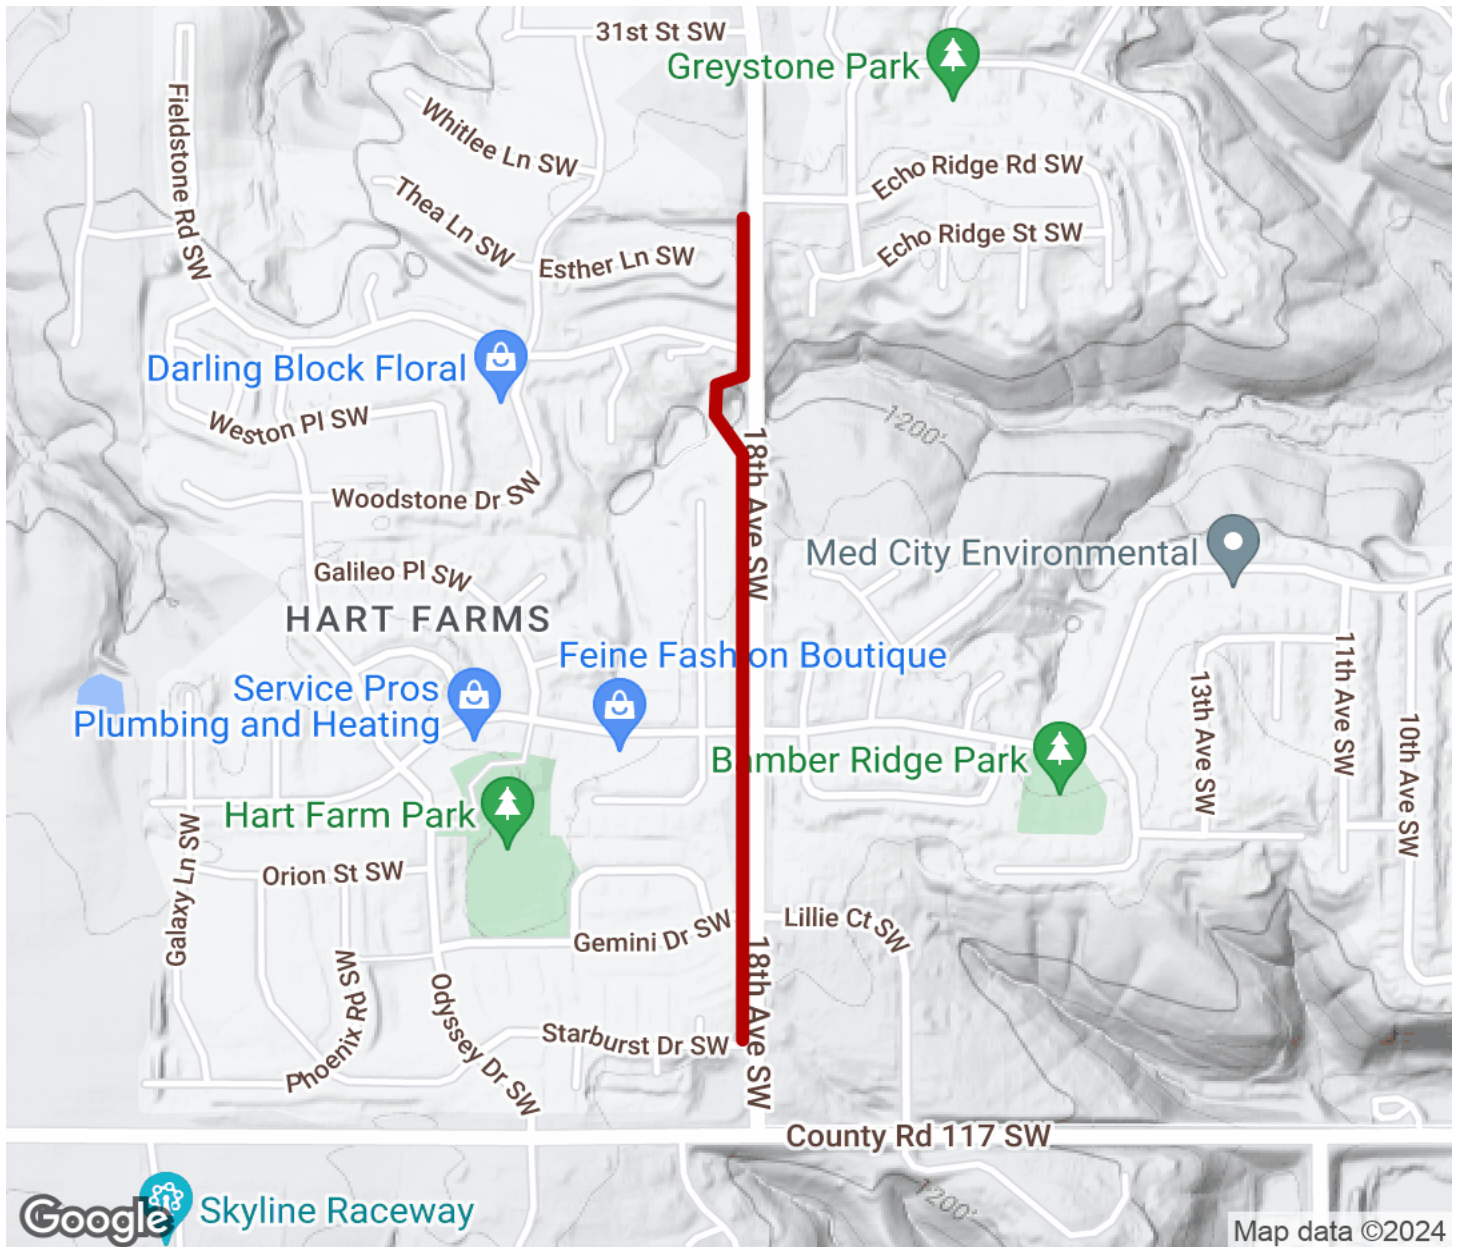 31st St SW
Greystone Park
Fieldstone Rd SW
Whitlee Ln SW
Echo Ridge Rd SW
Thea Ln SW
Echo Ridge St SW
Esther Ln SW
Darling Block Floral
Weston Pl SW
1200'
18th Ave SW
Woodstone Dr SW
Med City Environmental
Galileo Pl SW
HART FARMS
Feine Fashion Boutique
11th Ave SW
Service Pros
Plumbing and Heating
13th Ave SW
10th Ave SW
Bamber Ridge Park
Hart Farm Park
Galaxy Ln SW
Orion St SW
Lillie Ct SW
Gemini Dr SW
18th Ave SW
Phoenix Rd SW
Odyssey Dr SW
Starburst Dr SW
County Rd 117 SW
1200'
Skyline Raceway
Google
Map data ©2024